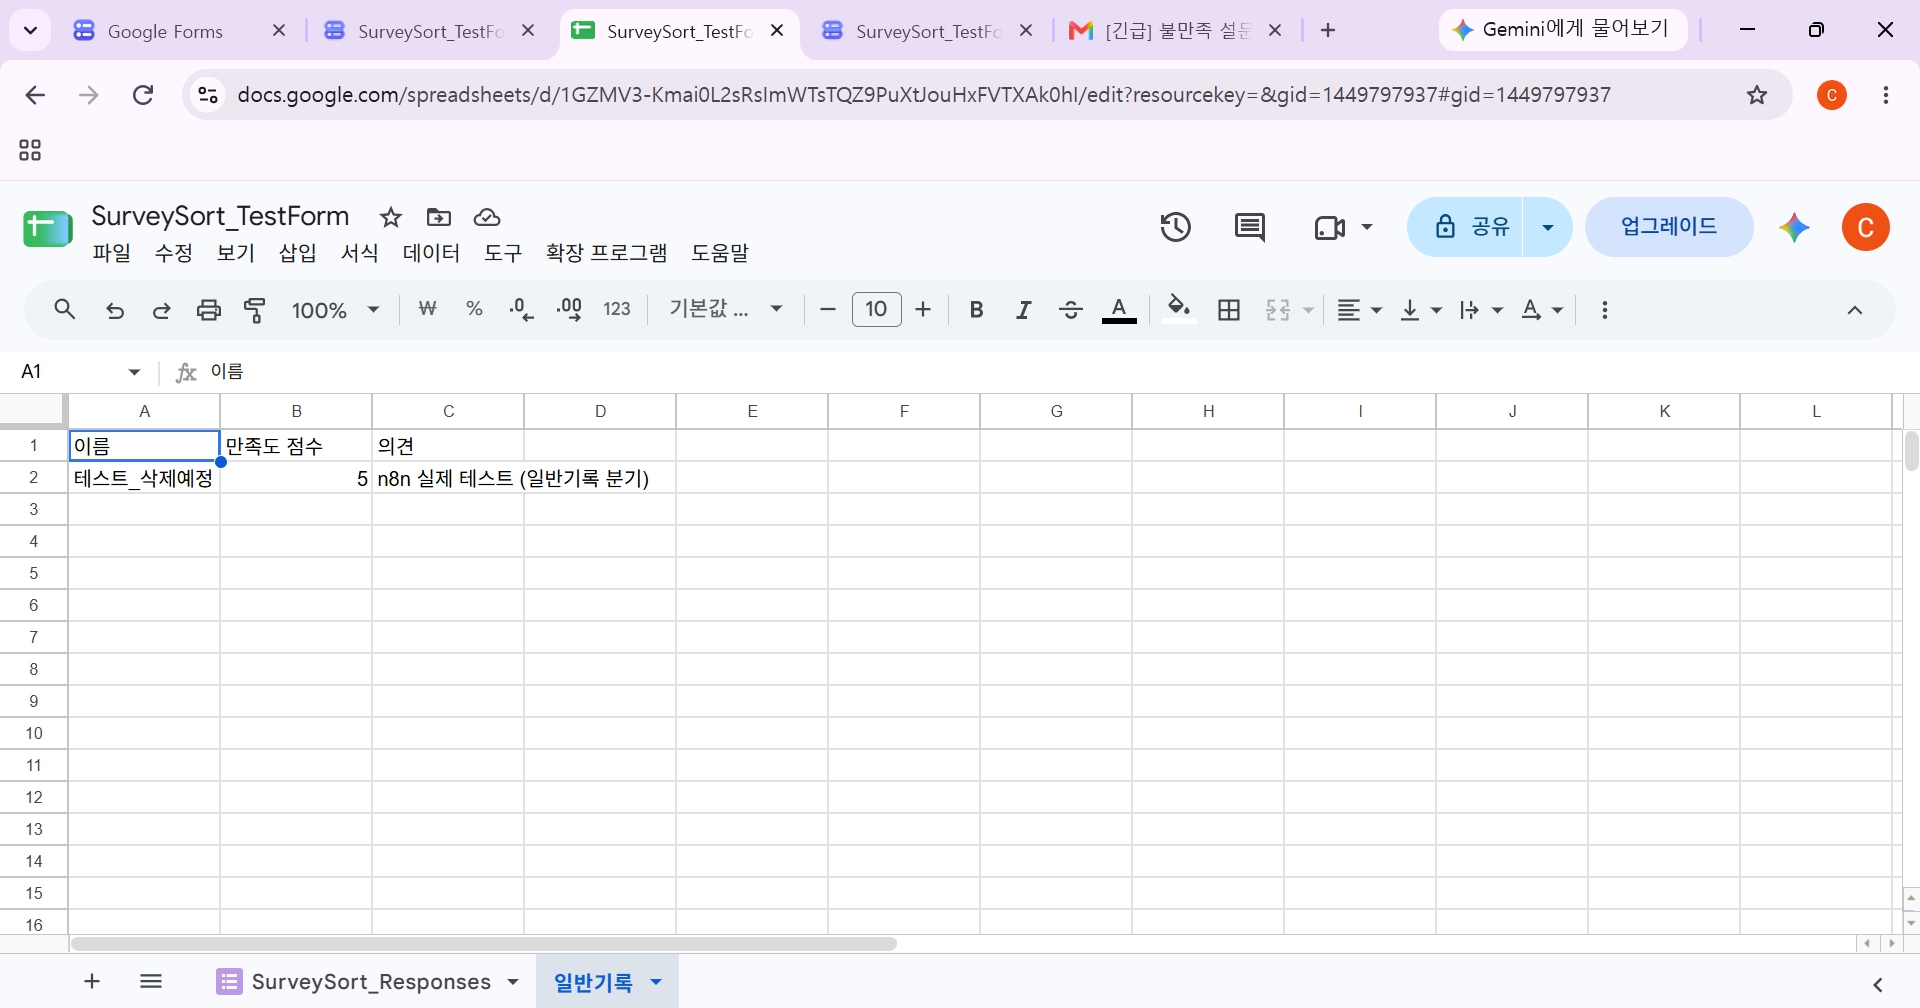 Google Forms
SurveySort_TestFo
SurveySort_TestFo
SurveySort_TestFo
[긴급] 불만족 설문
Gemini에게 물어보기
docs.google.com/spreadsheets/d/1GZMV3-Kmai0L2sRsImWTsTQZ9PuXtJouHxFVTXAk0hI/edit?resourcekey=&gid=1449797937#gid=1449797937
C
SurveySort_TestForm
파일 수정 보기 삽입 서식 데이터 도구 확장 프로그램 도움말
공유
업그레이드
C
100% ₩ % .0 .00 123 기본값 ... 10 B I S A
A1 fx 이름
A B C D E F G H I J K L
1 이름 만족도 점수 의견
2 테스트_삭제예정 5 n8n 실제 테스트 (일반기록 분기)
3
4
5
6
7
8
9
10
11
12
13
14
15
16
SurveySort_Responses 일반기록